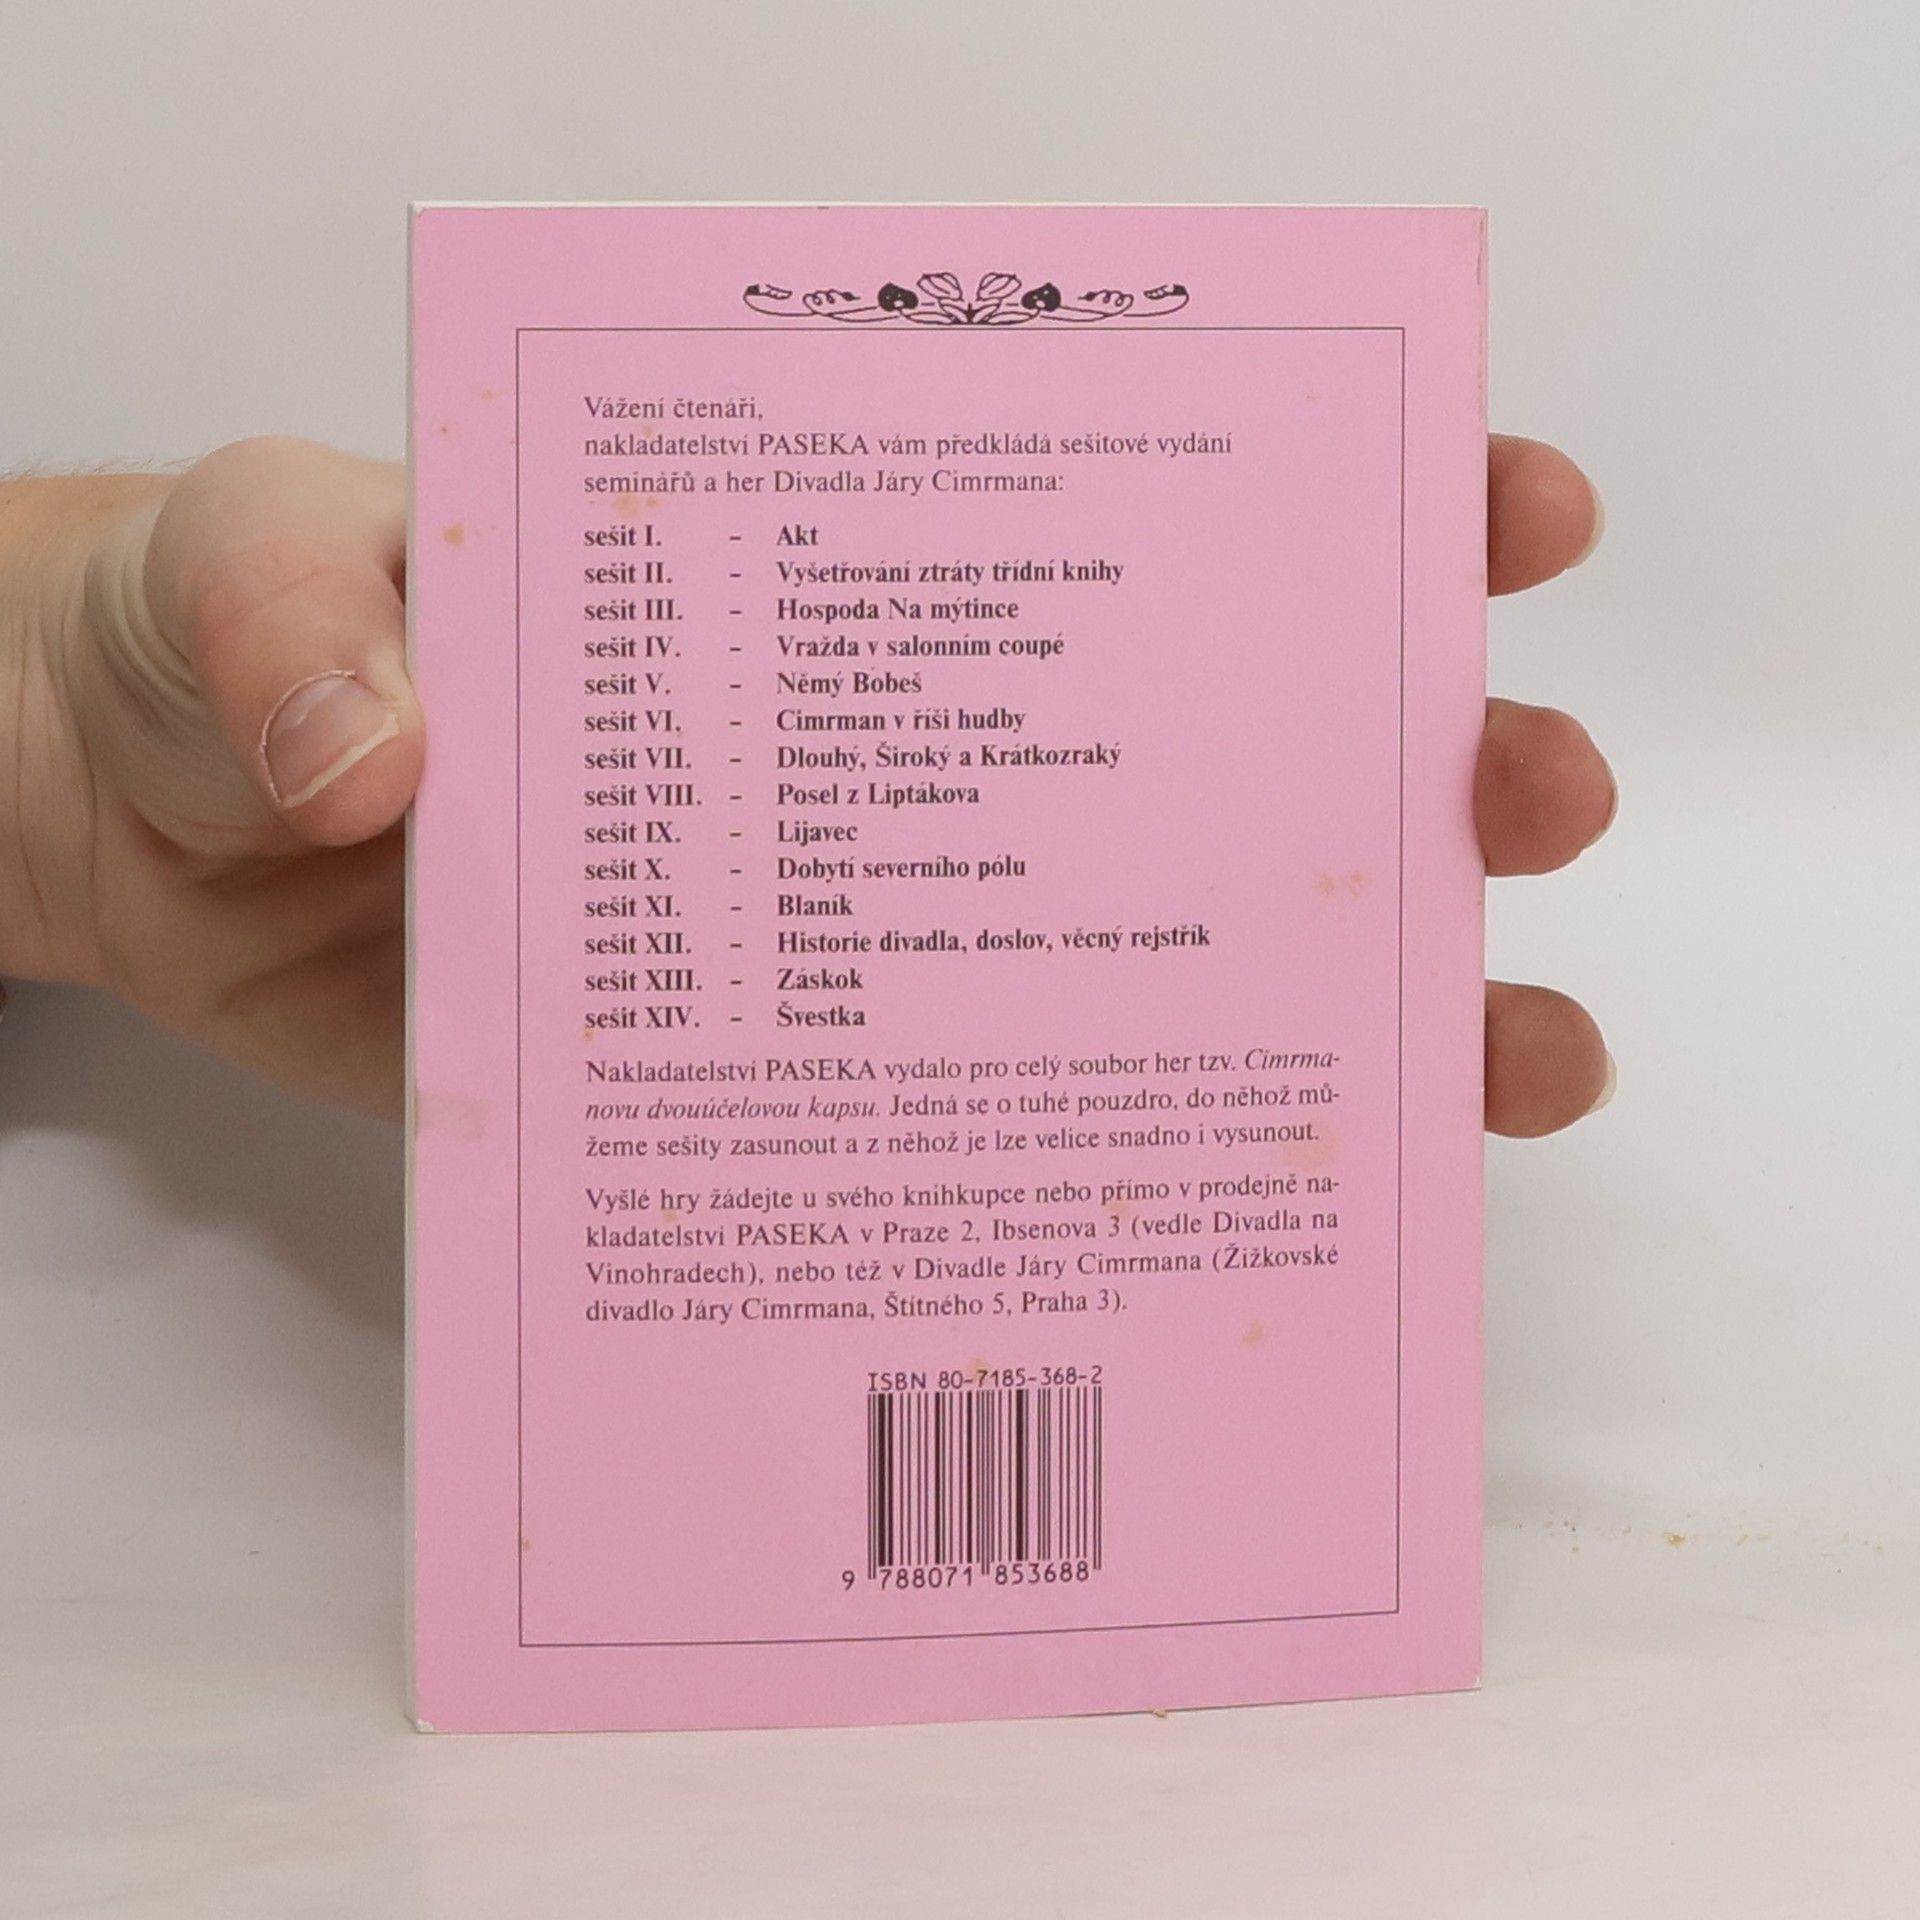 Vážení čtenáři,
nakladatelství PASEKA vám předkládá sešitové vydání
seminářů a her Divadla Járy Cimrmana:
sešit I. – Akt
sešit II. – Vyšetřování ztráty třídní knihy
sešit III. – Hospoda Na mýtince
sešit IV. – Vražda v salonním coupé
sešit V. – Němý Bobeš
sešit VI. – Cimrman v říši hudby
sešit VII. – Dlouhý, Široký a Krátkozraký
sešit VIII. – Posel z Liptákova
sešit IX. – Lijavec
sešit X. – Dobytí severního pólu
sešit XI. – Blaník
sešit XII. – Historie divadla, doslov, věcný rejstřík
sešit XIII. – Záskok
sešit XIV. – Švestka
Nakladatelství PASEKA vydalo pro celý soubor her tzv. Cimrma-
novu dvouúčelovou kapsu. Jedná se o tuhé pouzdro, do něhož mů-
žeme sešity zasunout a z něhož je lze velice snadno i vysunout.
Vyšlé hry žádejte u svého knihkupce nebo přímo v prodejně na-
kladatelství PASEKA v Praze 2, Ibsenova 3 (vedle Divadla na
Vinohradech), nebo též v Divadle Járy Cimrmana (Žižkovské
divadlo Járy Cimrmana, Štítného 5, Praha 3).
ISBN 80-7185-368-2
9 788071 853688